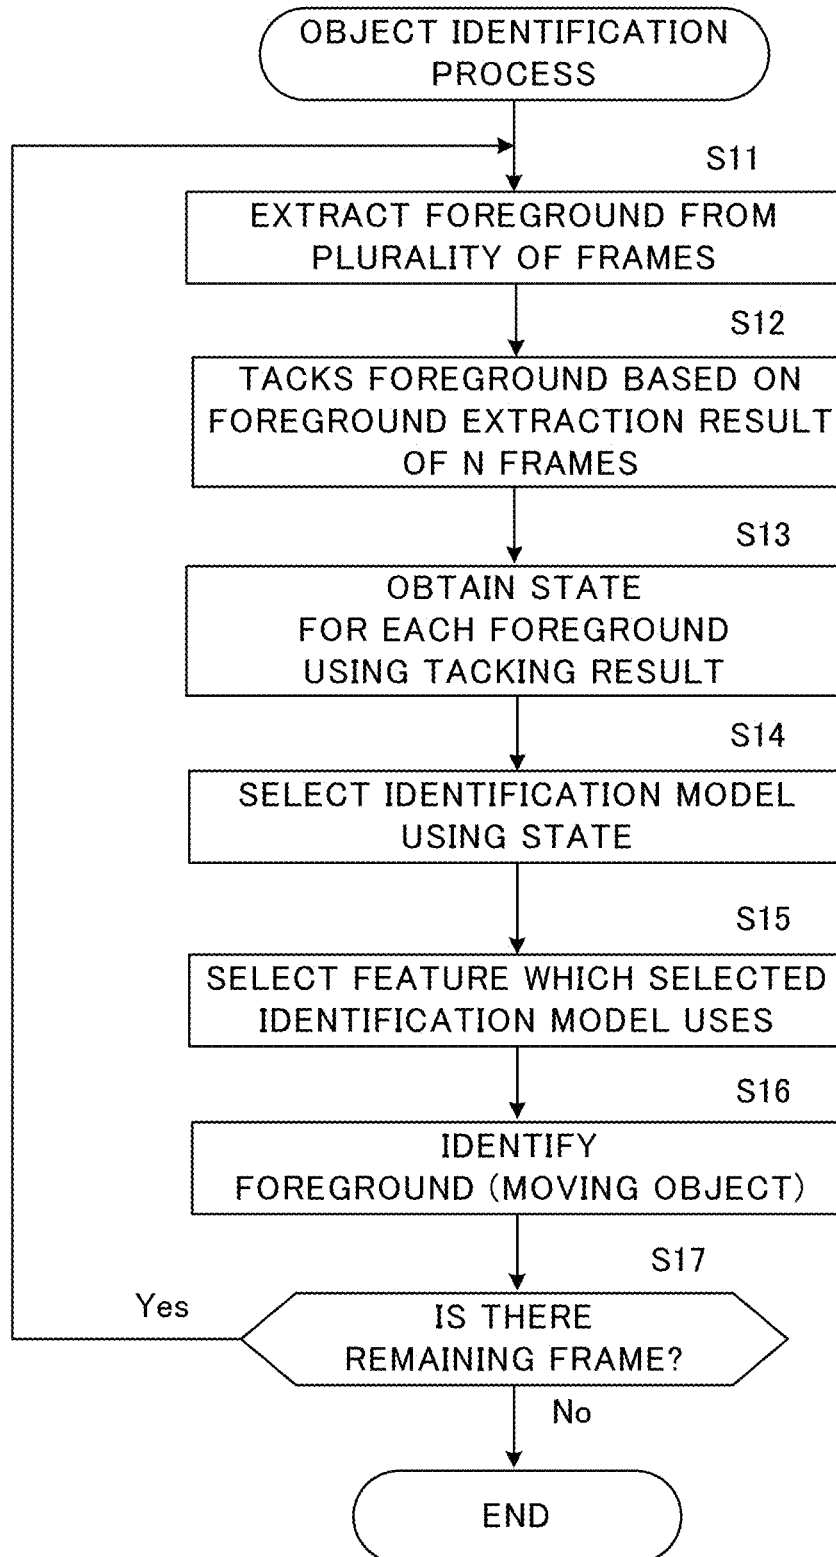 OBJECT IDENTIFICATION
PROCESS
S11
EXTRACT FOREGROUND FROM
PLURALITY OF FRAMES
S12
TACKS FOREGROUND BASED ON
FOREGROUND EXTRACTION RESULT
OF N FRAMES
S13
OBTAIN STATE
FOR EACH FOREGROUND
USING TACKING RESULT
S14
SELECT IDENTIFICATION MODEL
USING STATE
S15
SELECT FEATURE WHICH SELECTED
IDENTIFICATION MODEL USES
S16
IDENTIFY
FOREGROUND (MOVING OBJECT)
S17
Yes
IS THERE
REMAINING FRAME?
No
END